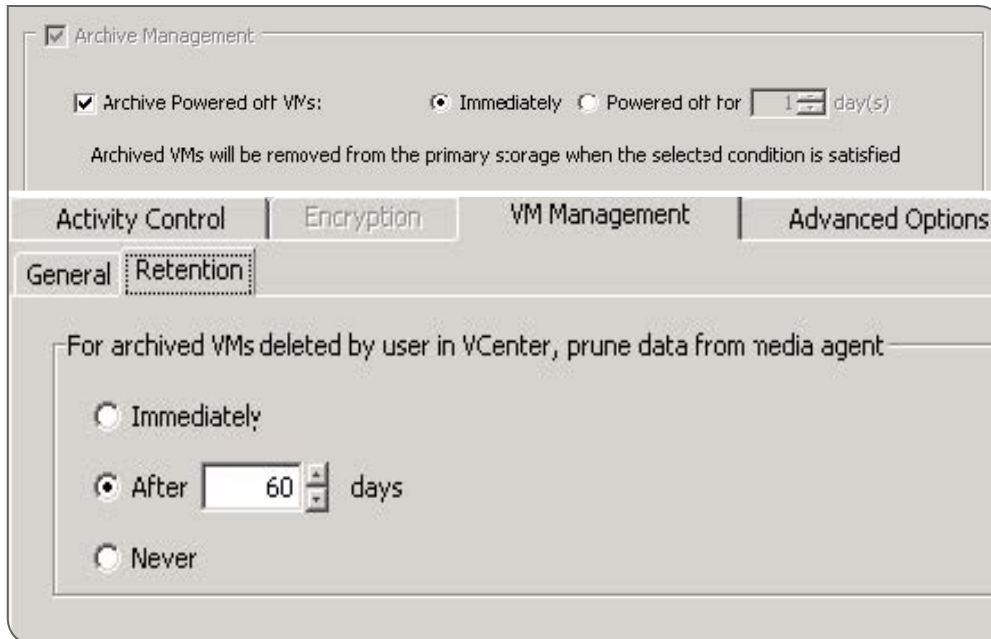 Archive Management
Archive Powered off VMs: Immediately Powered off for 1 day(s)
Archived VMs will be removed from the primary storage when the selected condition is satisfied
Activity Control Encryption VM Management Advanced Options
General Retention
For archived VMs deleted by user in VCenter, prune data from media agent
Immediately
After 60 days
Never